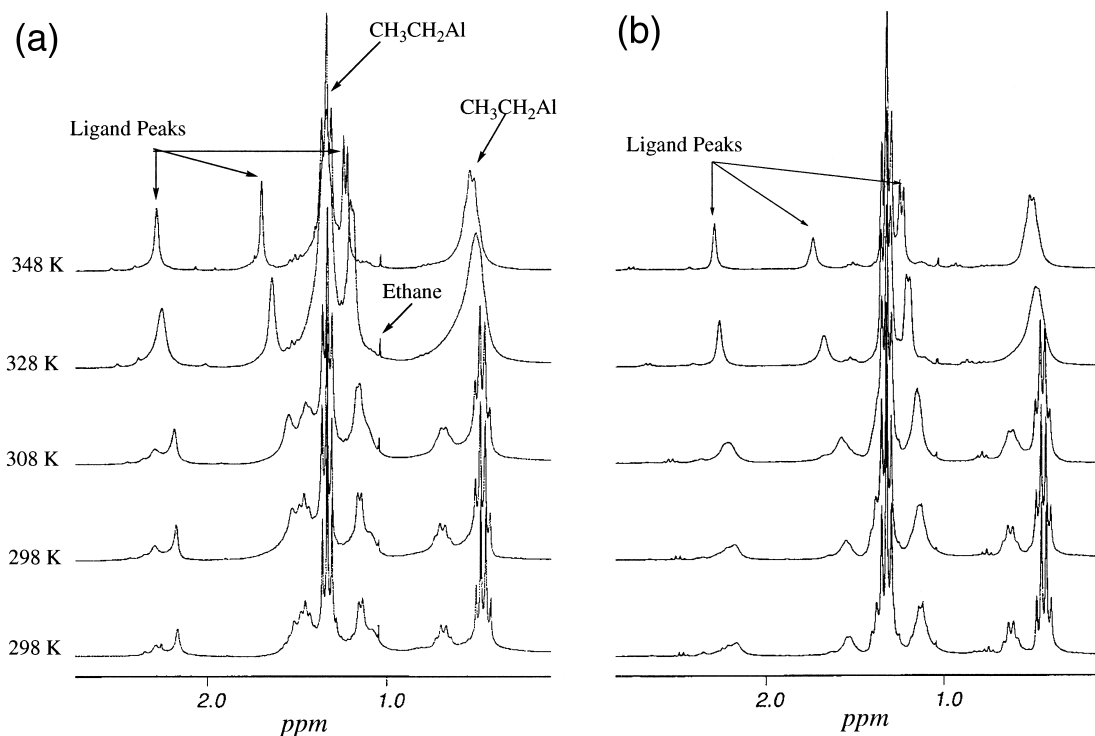 (a)
(b)
CH₃CH₂Al
CH₃CH₂Al
Ligand Peaks
Ligand Peaks
Ethane
348 K
328 K
308 K
298 K
298 K
2.0 1.0
ppm
2.0 1.0
ppm